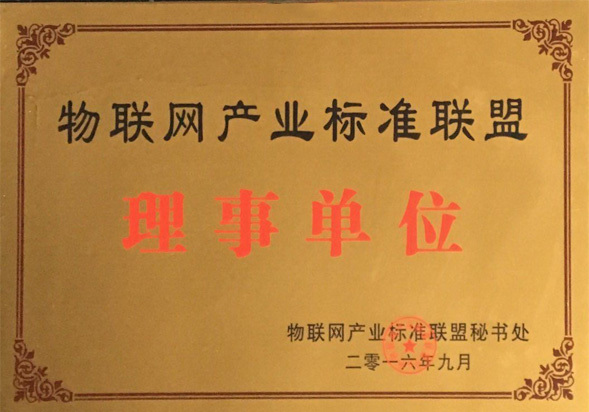 物联网产业标准联盟
理事单位
物联网产业标准联盟秘书处
二零一六年九月